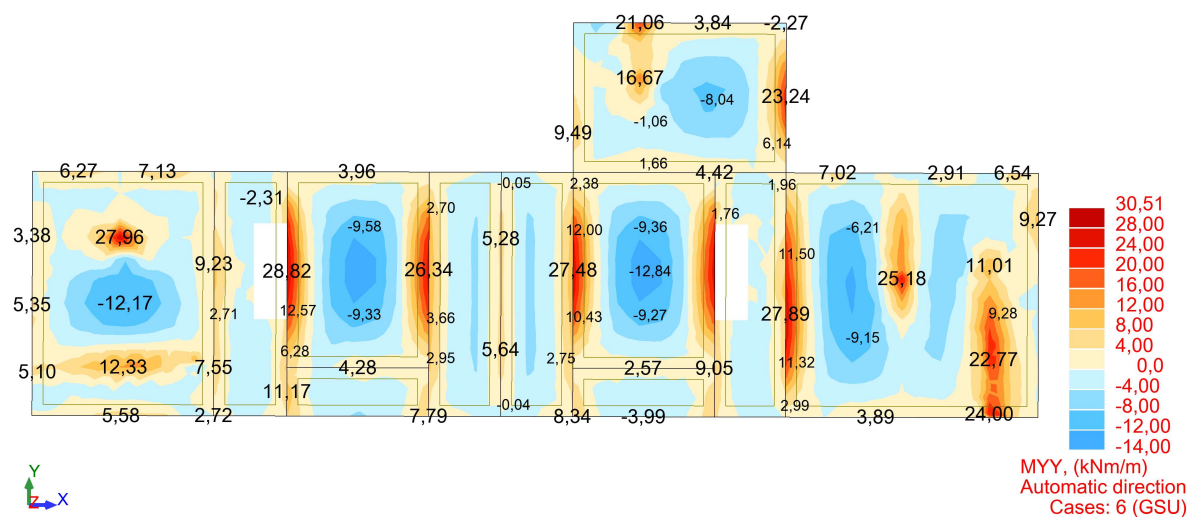 21,06 3,84 -2,27
16,67
-8,04 23,24
-1,06
9,49
6,14
1,66
6,27 7,13 3,96 4,42 7,02 2,91 6,54
-0,05 2,38 1,96
-2,31
2,70 1,76
9,27
-9,58 -9,36 -6,21
3,38 27,96 12,00
5,28
11,50
9,23 11,01
28,82 26,34 27,48 -12,84 25,18
5,35 -12,17
2,71 12,57 -9,33 3,66 10,43 -9,27 27,89 9,28
-9,15
6,28 5,64
2,95 2,75 11,32 22,77
5,10 12,33 7,55 4,28 2,57 9,05
11,17
-0,04 2,99
5,58 2,72 7,79 8,34 -3,99 3,89 24,00
30,51
28,00
24,00
20,00
16,00
12,00
8,00
4,00
0,0
-4,00
-8,00
-12,00
-14,00
MYY, (kNm/m)
Automatic direction
Cases: 6 (GSU)
Y
Z X